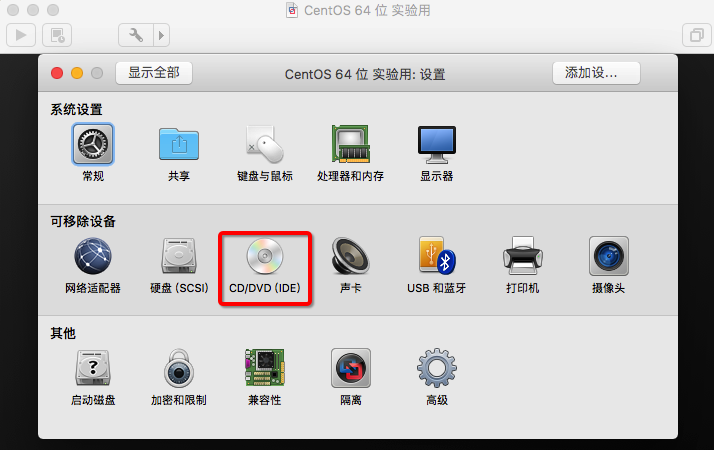 CentOS 64 位 实验用
显示全部
CentOS 64 位 实验用: 设置
添加设…
系统设置
常规
共享
键盘与鼠标
处理器和内存
显示器
可移除设备
网络适配器
硬盘 (SCSI)
CD/DVD (IDE)
声卡
USB 和蓝牙
打印机
摄像头
其他
启动磁盘
加密和限制
兼容性
隔离
高级